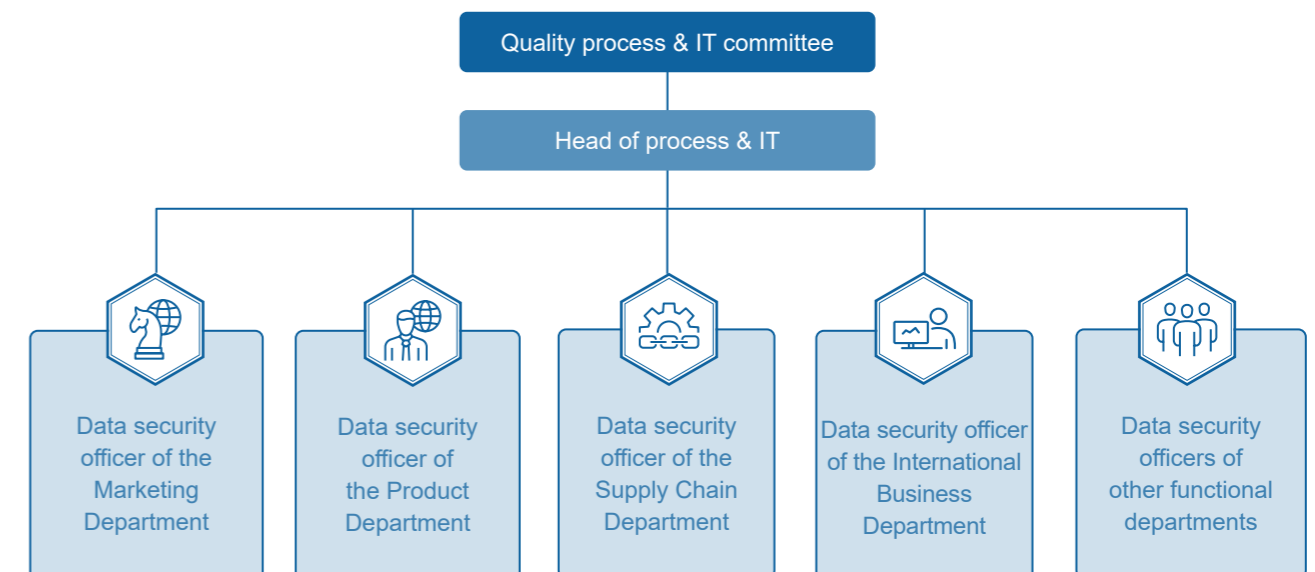 Quality process & IT committee
Head of process & IT
Data security
officer of the
Marketing
Department
Data security
officer of
the Product
Department
Data security
officer of the
Supply Chain
Department
Data security officer
of the International
Business
Department
Data security
officers of
other functional
departments